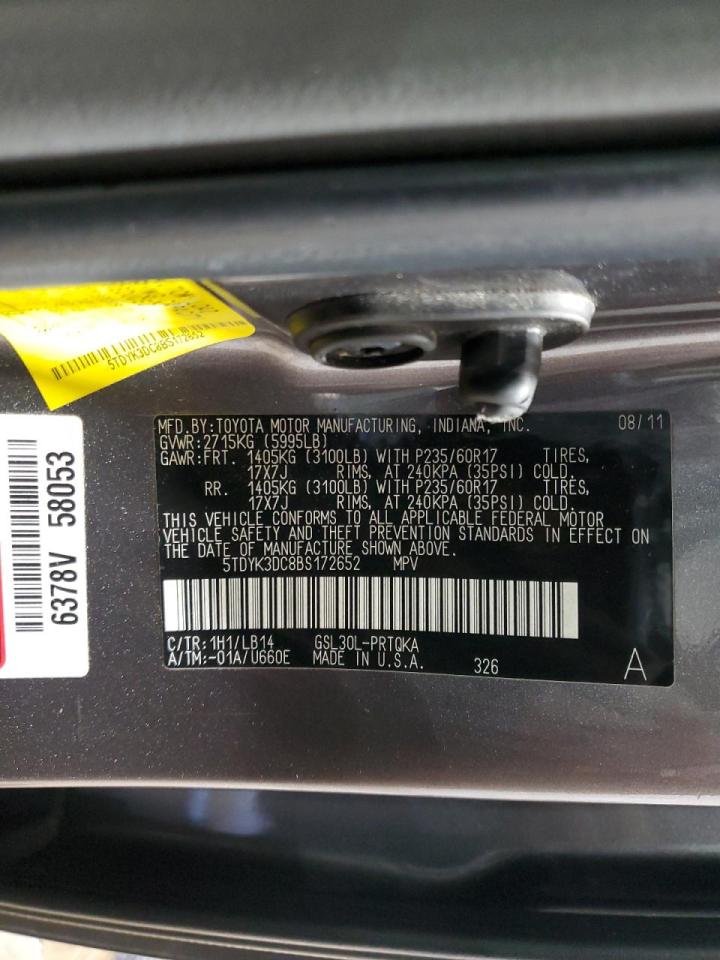 5TDYK3DC8BS172652
6378V 58053
MFD.BY:TOYOTA MOTOR MANUFACTURING, INDIANA, INC. 08/11
GVWR:2715KG (5995LB)
GAWR:FRT. 1405KG (3100LB) WITH P235/60R17 TIRES,
17X7J RIMS, AT 240KPA (35PSI) COLD.
RR. 1405KG (3100LB) WITH P235/60R17 TIRES,
17X7J RIMS, AT 240KPA (35PSI) COLD.
THIS VEHICLE CONFORMS TO ALL APPLICABLE FEDERAL MOTOR
VEHICLE SAFETY AND THEFT PREVENTION STANDARDS IN EFFECT ON
THE DATE OF MANUFACTURE SHOWN ABOVE.
5TDYK3DC8BS172652 MPV
C/TR:1H1/LB14 GSL30L-PRTQKA
A/TM:-01A/U660E MADE IN U.S.A. 326 A